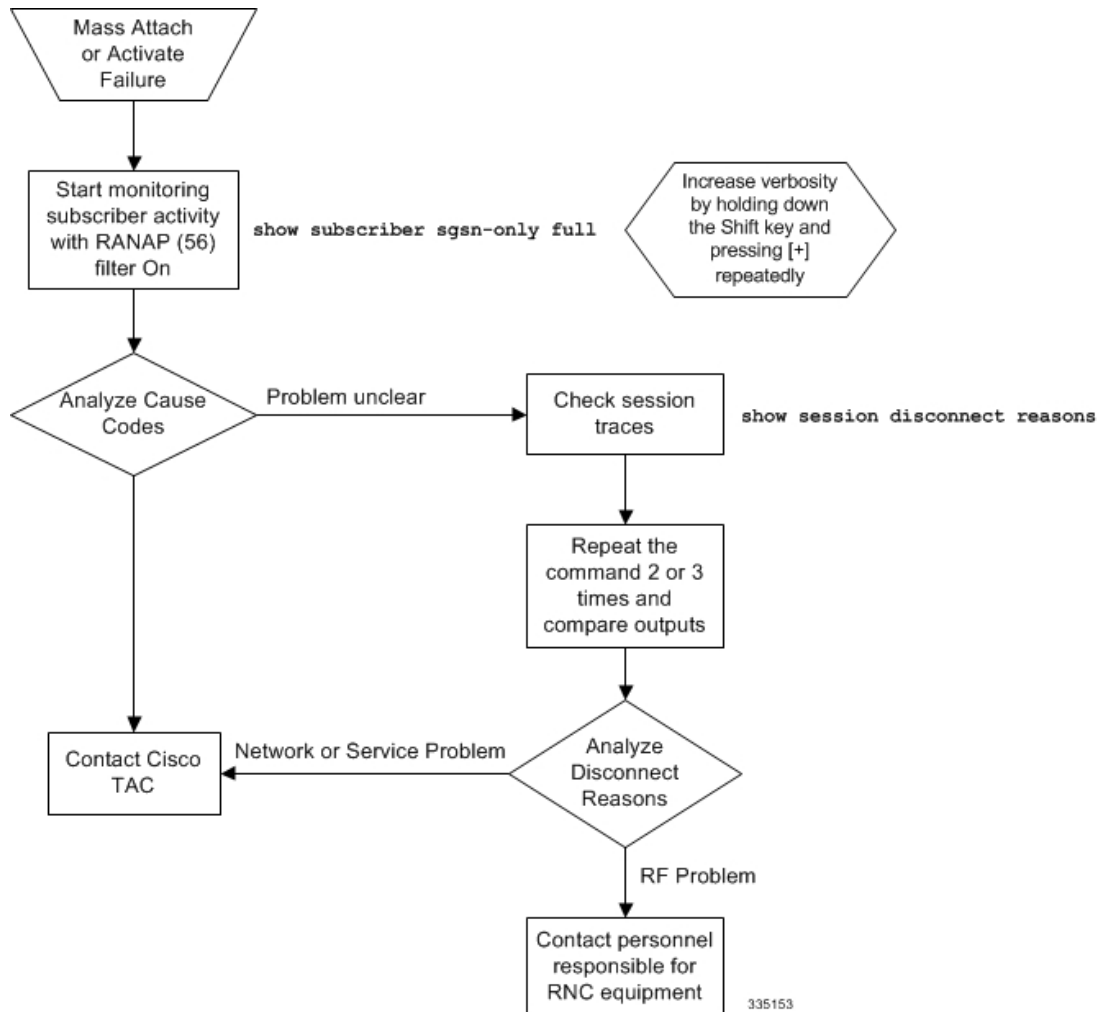 Mass Attach
or Activate
Failure
Start monitoring
subscriber activity
with RANAP (56)
filter On
show subscriber sgsn-only full
Increase verbosity
by holding down
the Shift key and
pressing [+]
repeatedly
Analyze Cause
Codes
Problem unclear
Check session
traces
show session disconnect reasons
Repeat the
command 2 or 3
times and
compare outputs
Contact Cisco
TAC
Network or Service Problem
Analyze
Disconnect
Reasons
RF Problem
Contact personnel
responsible for
RNC equipment
335153